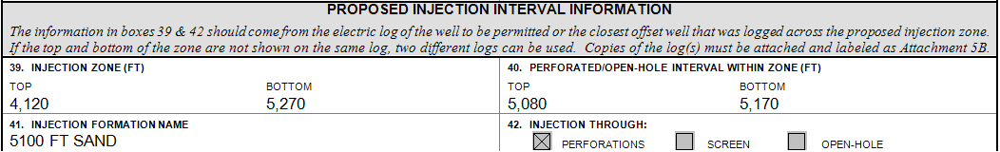 PROPOSED INJECTION INTERVAL INFORMATION
The information in boxes 39 & 42 should come from the electric log of the well to be permitted or the closest offset well that was logged across the proposed injection zone.
If the top and bottom of the zone are not shown on the same log, two different logs can be used. Copies of the log(s) must be attached and labeled as Attachment 5B.
39. INJECTION ZONE (FT) 40. PERFORATED/OPEN-HOLE INTERVAL WITHIN ZONE (FT)
TOP BOTTOM TOP BOTTOM
4,120 5,270 5,080 5,170
41. INJECTION FORMATION NAME 42. INJECTION THROUGH:
5100 FT SAND PERFORATIONS SCREEN OPEN-HOLE